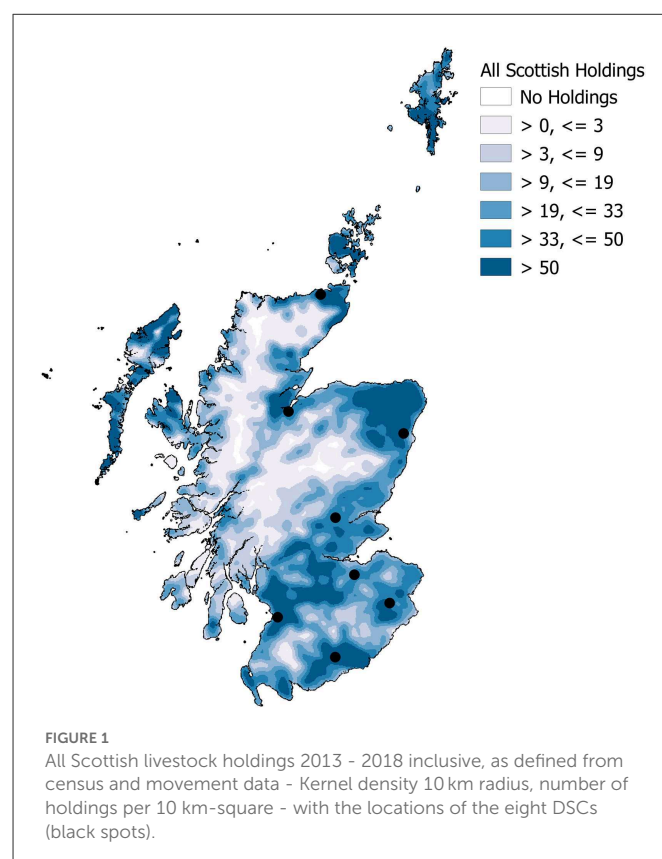 All Scottish Holdings
No Holdings
> 0, <= 3
> 3, <= 9
> 9, <= 19
> 19, <= 33
> 33, <= 50
> 50
FIGURE 1
All Scottish livestock holdings 2013 - 2018 inclusive, as defined from
census and movement data - Kernel density 10 km radius, number of
holdings per 10 km-square - with the locations of the eight DSCs
(black spots).